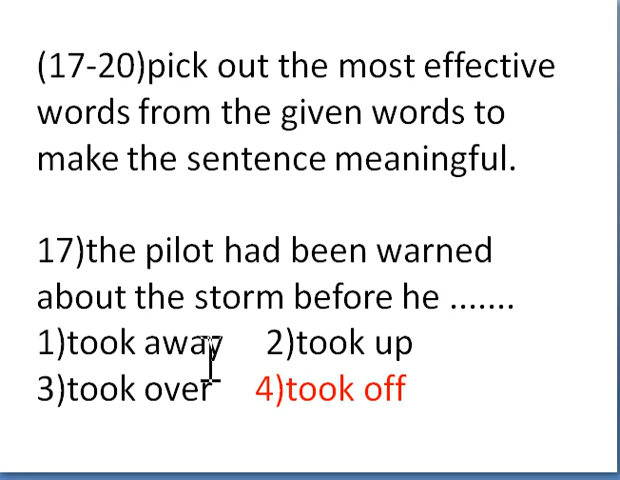 (17-20)pick out the most effective
words from the given words to
make the sentence meaningful.
17)the pilot had been warned
about the storm before he .......
1)took away 2)took up
3)took over 4)took off